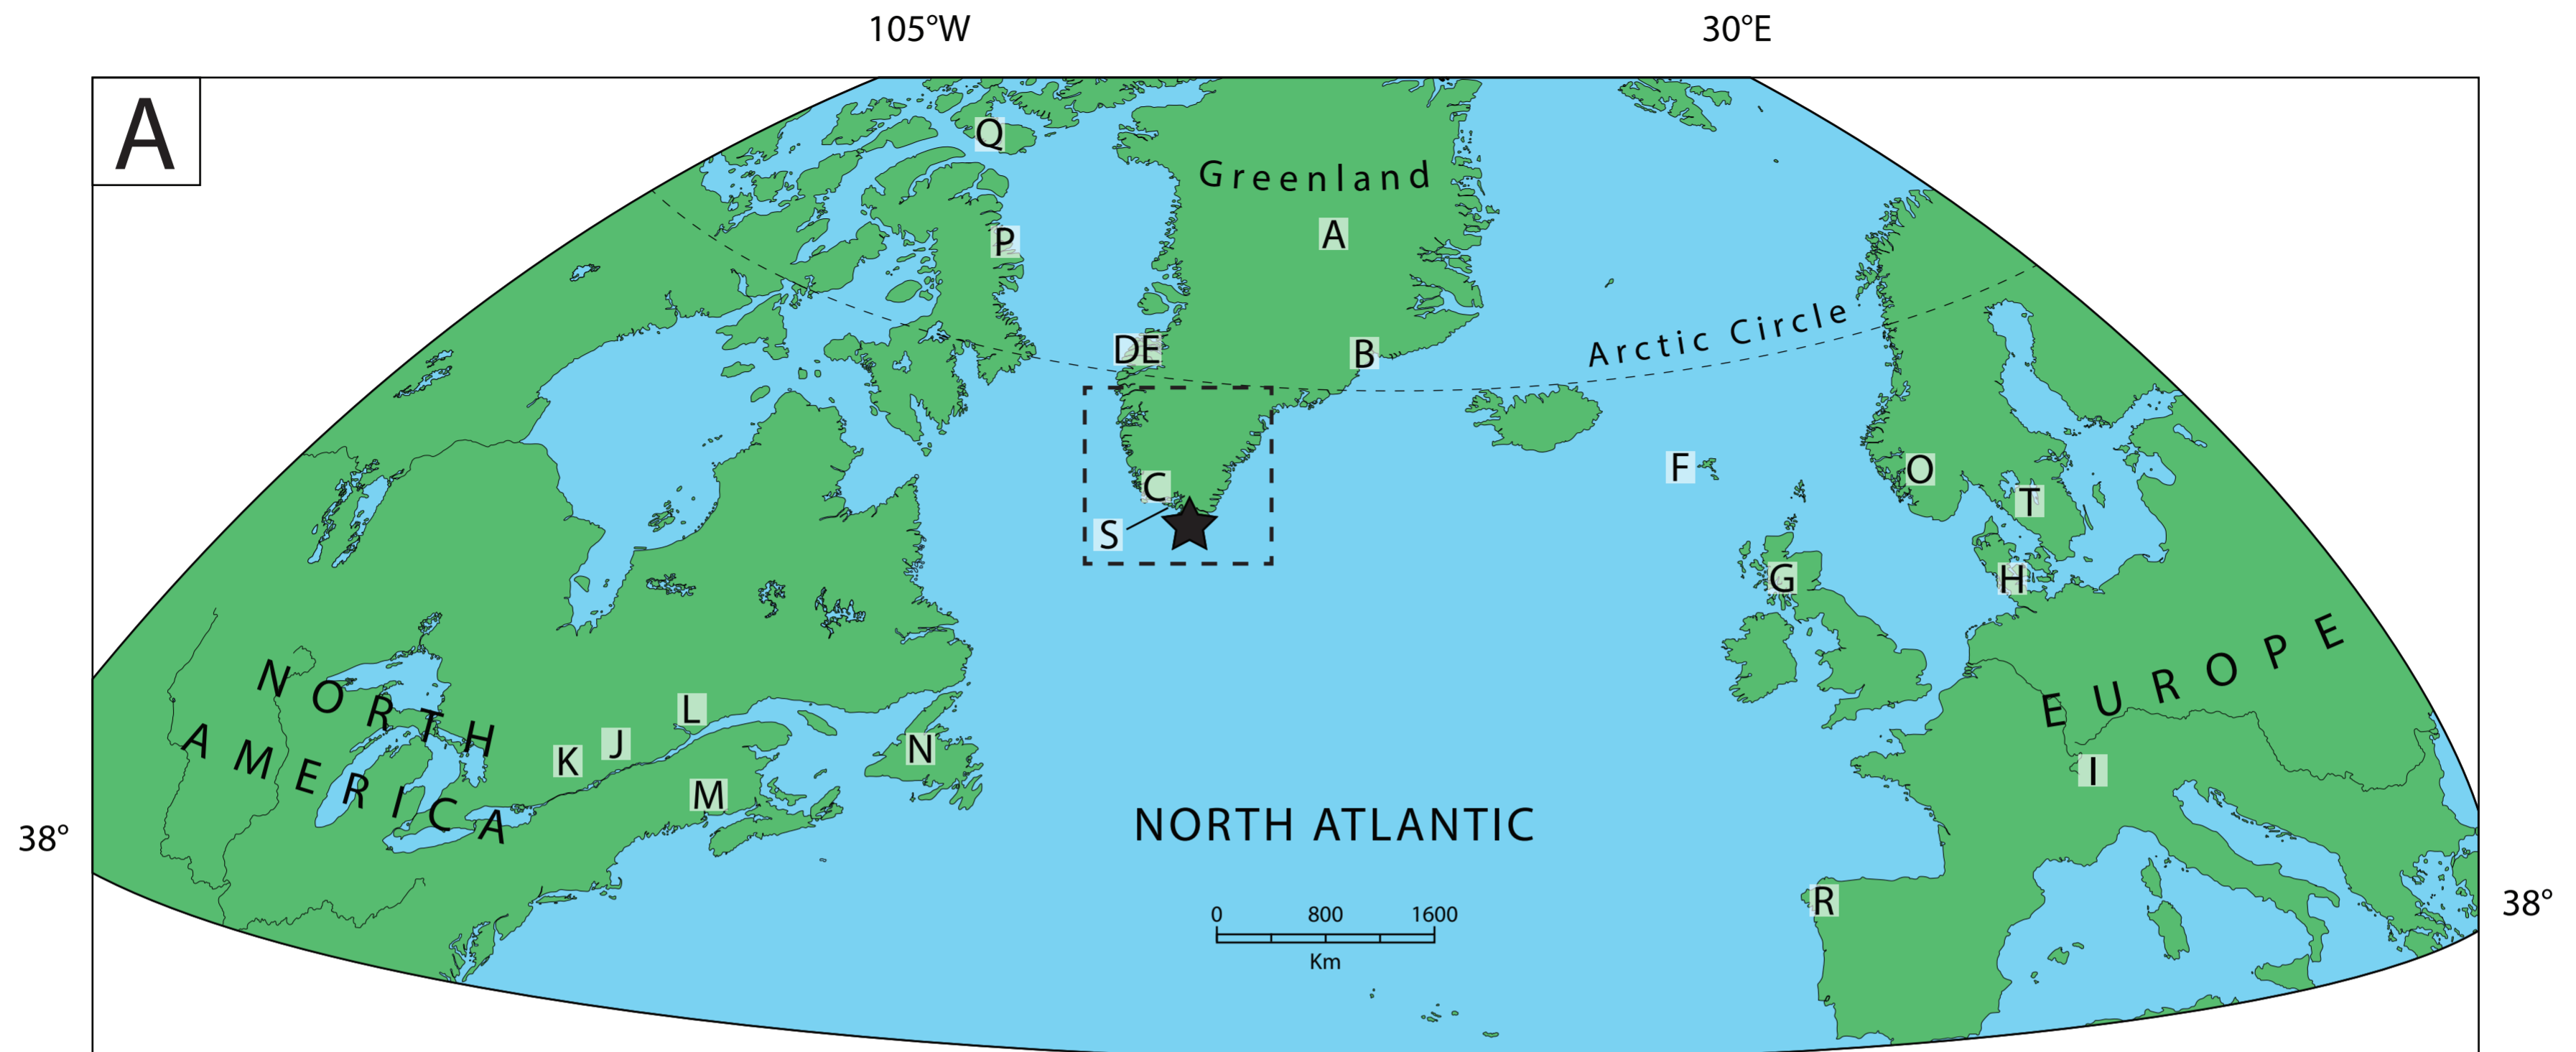 105°W
30°E
A
Q
Greenland
P
A
DE
B
Arctic Circle
C
S
F
O
T
G
H
NORTH
AMERICA
EUROPE
L
J
K
M
N
I
NORTH ATLANTIC
38°
38°
R
0 800 1600
Km